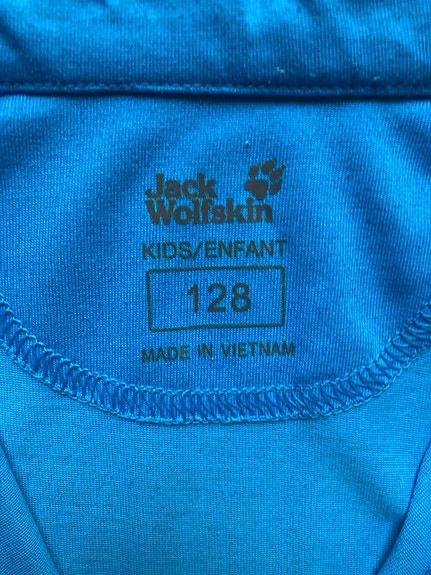 Jack
Wolfskin
KIDS/ENFANT
128
MADE IN VIETNAM